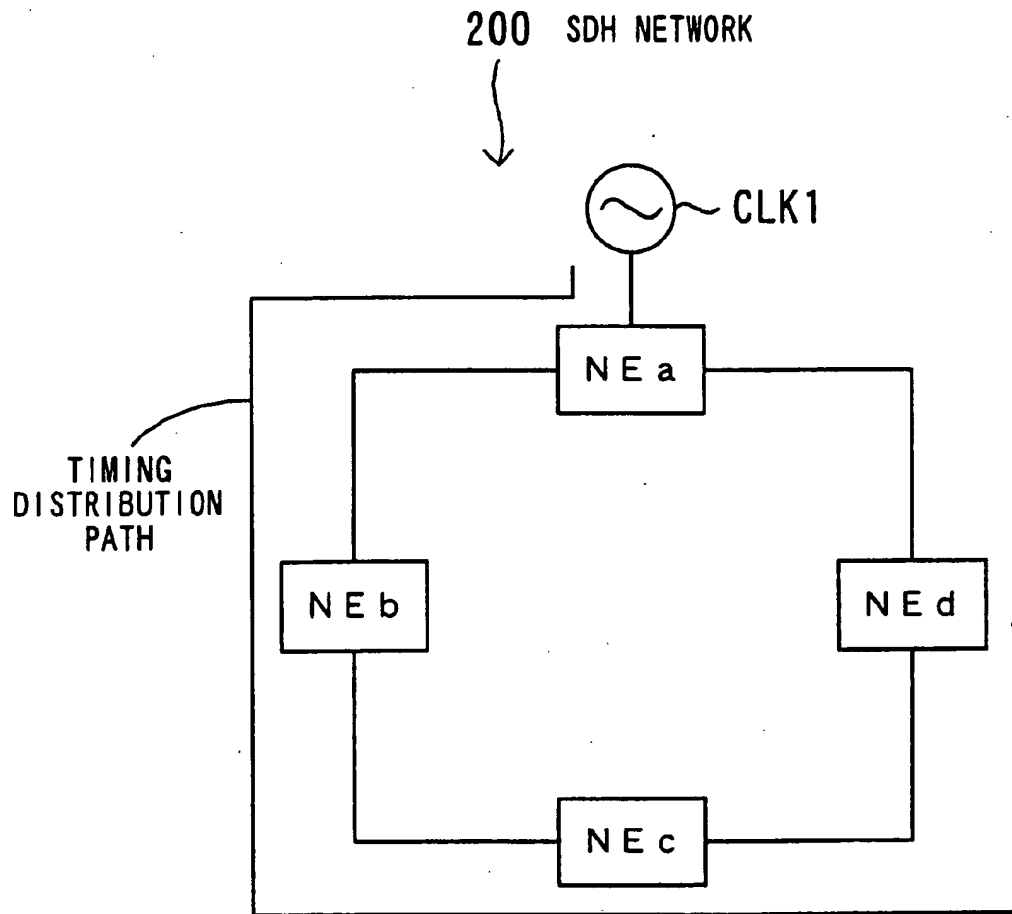 200 SDH NETWORK
CLK1
NEa
TIMING
DISTRIBUTION
PATH
NEb
NEd
NEc